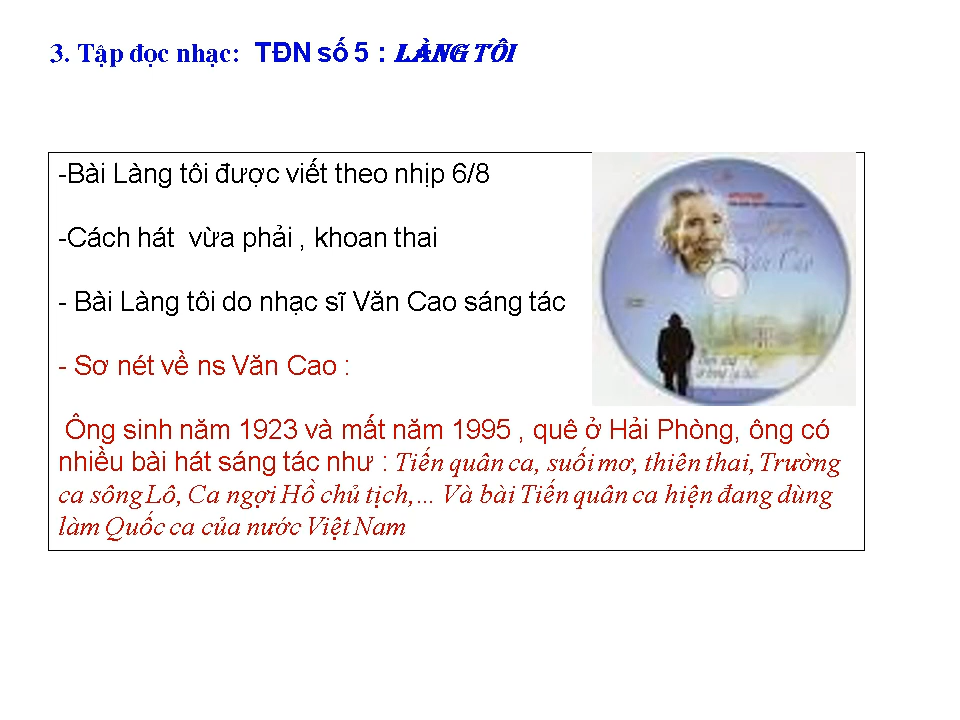 3. Tập đọc nhạc:  TĐN số 5 : LÀNG TÔI
-Bài Làng tôi được viết theo nhịp 6/8
-Cách hát  vừa phải , khoan thai
- Bài Làng tôi do nhạc sĩ Văn Cao sáng tác
- Sơ nét về ns Văn Cao :
Ông sinh năm 1923 và mất năm 1995 , quê ở Hải Phòng, ông có
nhiều bài hát sáng tác như : Tiến quân ca, suối mơ, thiên thai, Trường
ca sông Lô, Ca ngợi Hồ chủ tịch,... Và bài Tiến quân ca hiện đang dùng
làm Quốc ca của nước Việt Nam
Văn Cao